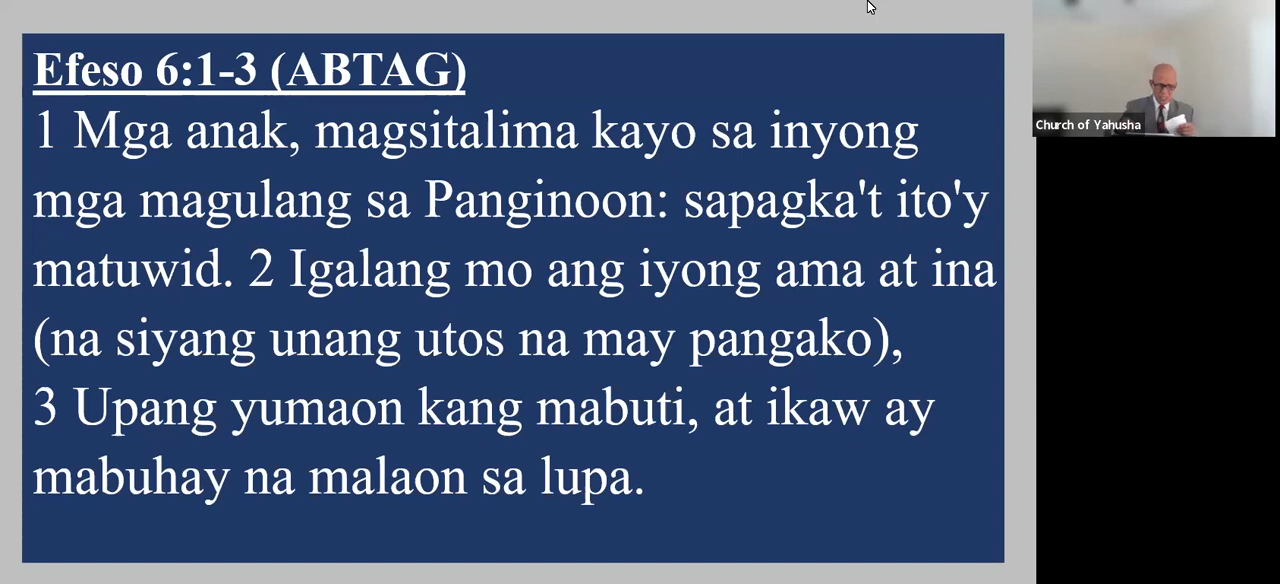 Efeso 6:1-3 (ABTAG)
1 Mga anak, magsitalima kayo sa inyong
mga magulang sa Panginoon: sapagka't ito'y
matuwid. 2 Igalang mo ang iyong ama at ina
(na siyang unang utos na may pangako),
3 Upang yumaon kang mabuti, at ikaw ay
mabuhay na malaon sa lupa.
Church of Yahusha